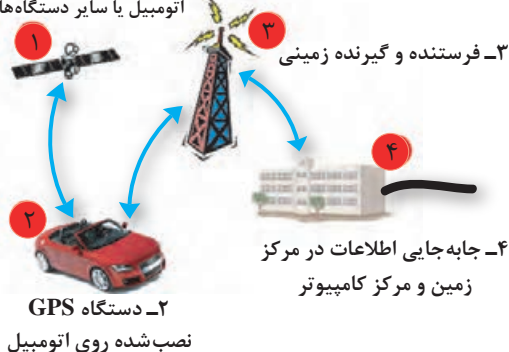 اتومبیل یا سایر دستگاه‌ها
۱
۳
۳ـ فرستنده و گیرنده زمینی
۴
۲
۴ـ جابه‌جایی اطلاعات در مرکز
زمین و مرکز کامپیوتر
۲ـ دستگاه GPS
نصب‌شده روی اتومبیل